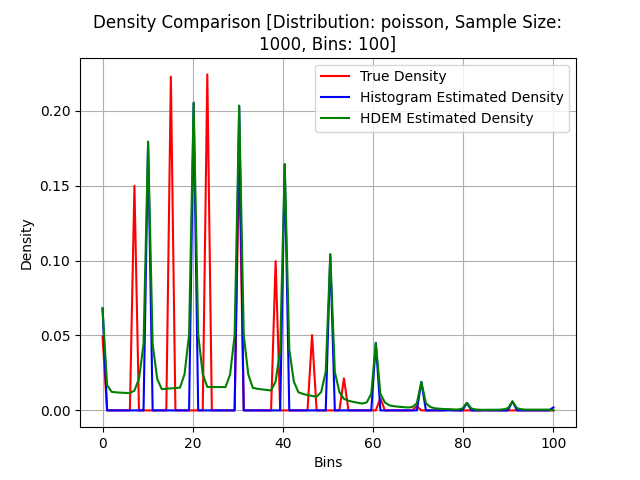 Density Comparison [Distribution: poisson, Sample Size:
1000, Bins: 100]
True Density
Histogram Estimated Density
HDEM Estimated Density
Density
0.20
0.15
0.10
0.05
0.00
0 20 40 60 80 100
Bins